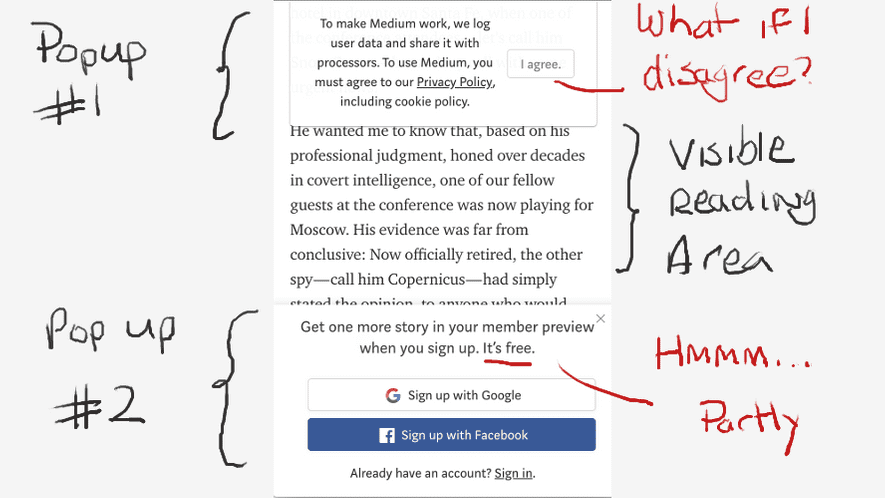 Popup
#1
To make Medium work, we log
user data and share it with
processors. To use Medium, you
must agree to our Privacy Policy,
including cookie policy.
I agree.
What if I
disagree?
He wanted me to know that, based on his
professional judgment, honed over decades
in covert intelligence, one of our fellow
guests at the conference was now playing for
Moscow. His evidence was far from
conclusive: Now officially retired, the other
spy—call him Copernicus—had simply
stated the opinion, to anyone who would
Visible
Reading
Area
Pop up
#2
Get one more story in your member preview
when you sign up. It's free.
Sign up with Google
Sign up with Facebook
Already have an account? Sign in.
Hmmm...
Partly